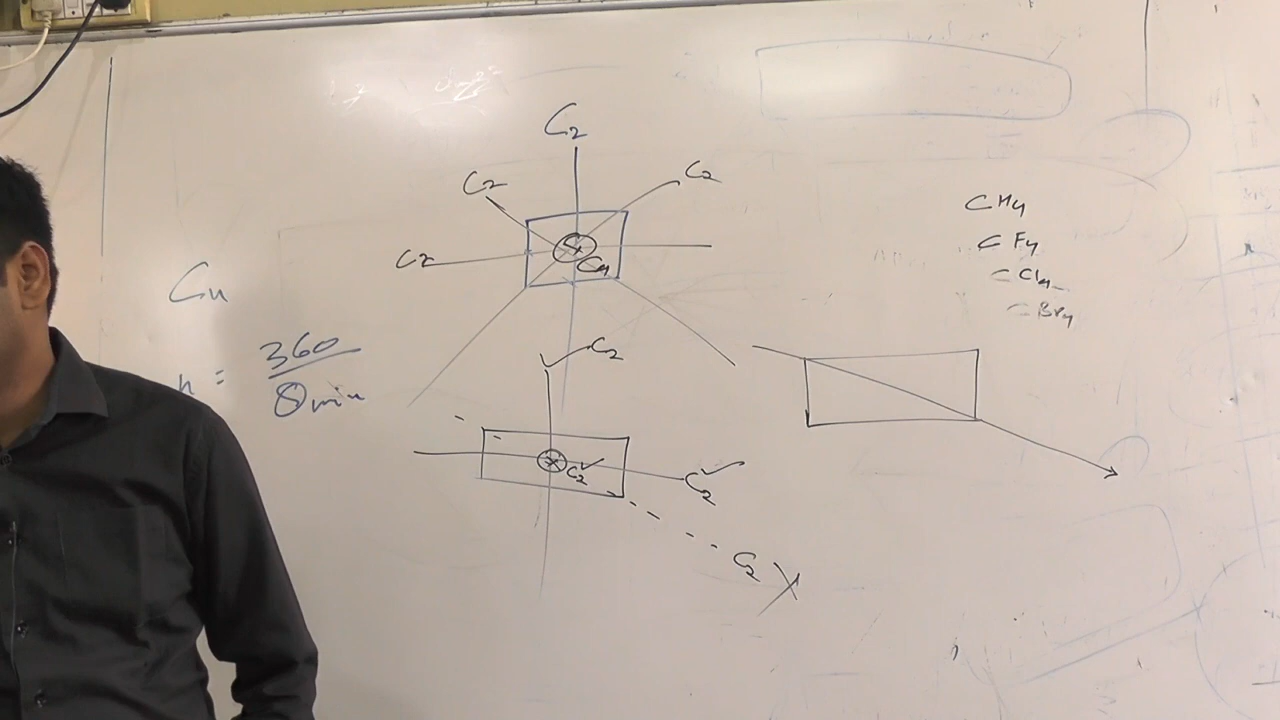 C₂
C₂
C₂
C₂
C₄
Cn
n = 360 / θmin
CH₄
CF₄
CCl₄
CBr₄
C₂
C₂
C₂
C₂